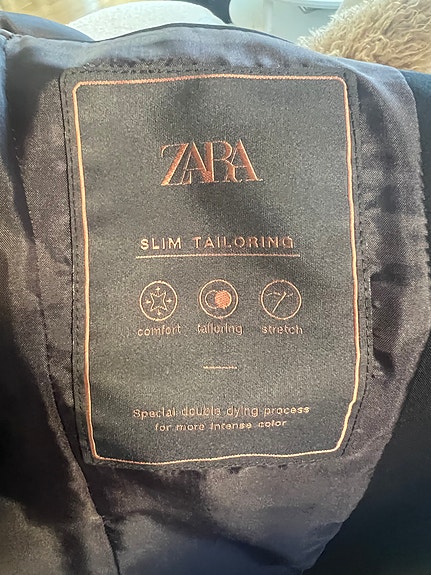 ZARA
SLIM TAILORING
comfort tailoring stretch
Special double dying process
for more intense color